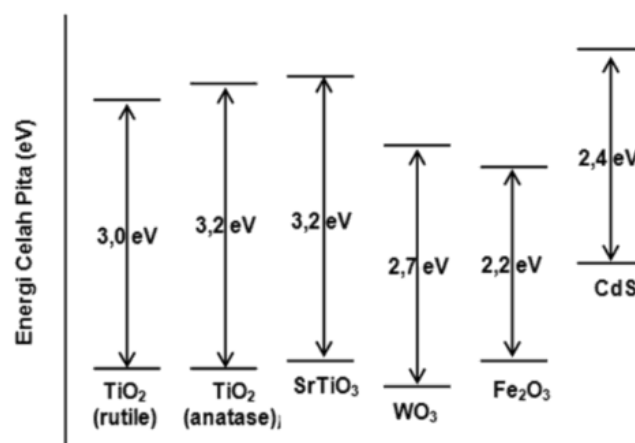 Energi Celah Pita (eV)
3,0 eV
3,2 eV
3,2 eV
2,7 eV
2,2 eV
2,4 eV
TiO₂
(rutile)
TiO₂
(anatase)
SrTiO₃
WO₃
Fe₂O₃
CdS